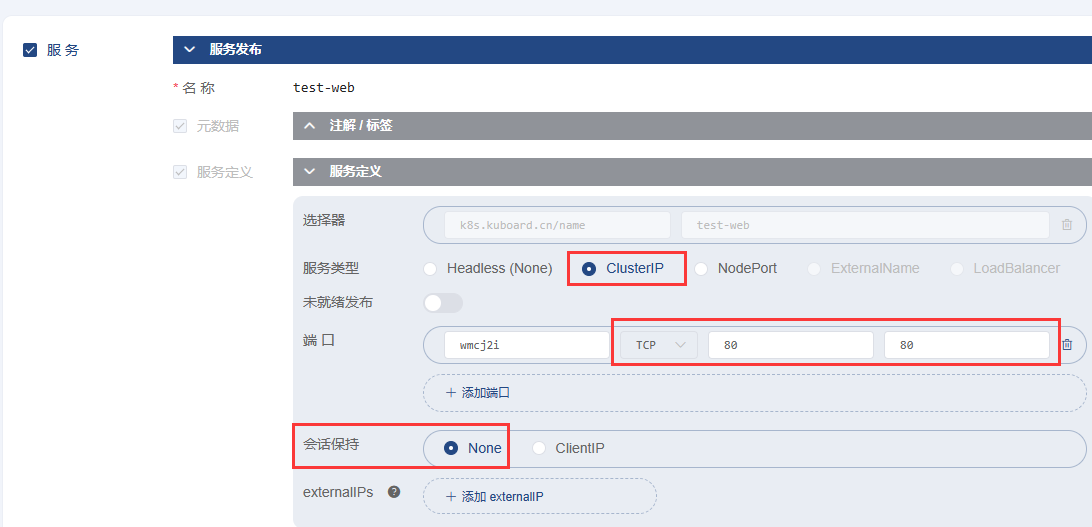 服 务
服务发布
* 名 称
test-web
元数据
注解 / 标签
服务定义
服务定义
选择器
k8s.kuboard.cn/name
test-web
服务类型
Headless (None)
ClusterIP
NodePort
ExternalName
LoadBalancer
未就绪发布
端 口
wmcj2i
TCP
80
80
+ 添加端口
会话保持
None
ClientIP
externalIPs ?
+ 添加 externalIP